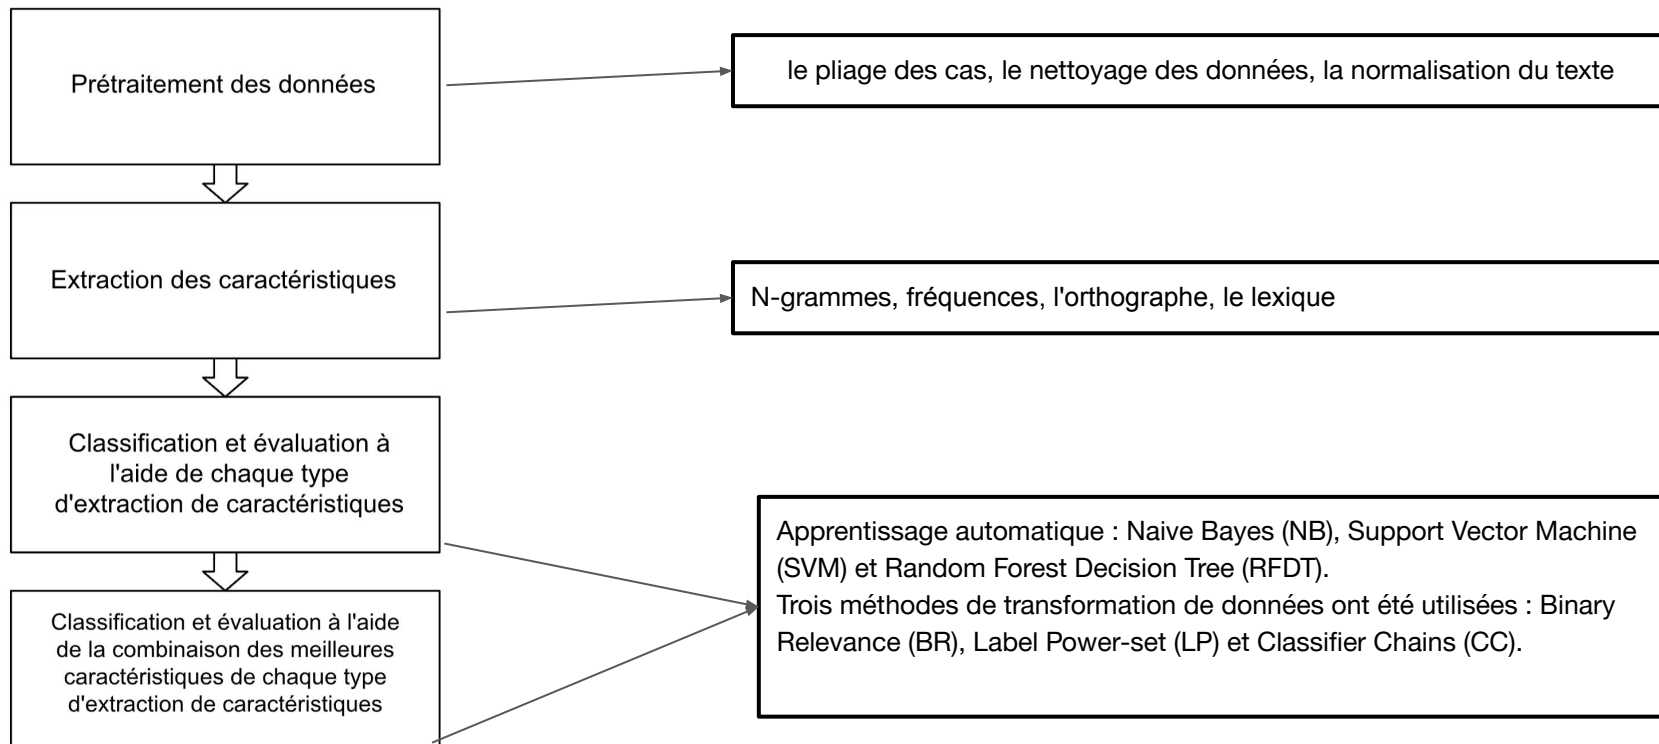 Prétraitement des données
le pliage des cas, le nettoyage des données, la normalisation du texte
Extraction des caractéristiques
N-grammes, fréquences, l'orthographe, le lexique
Classification et évaluation à
l'aide de chaque type
d'extraction de caractéristiques
Apprentissage automatique : Naive Bayes (NB), Support Vector Machine
(SVM) et Random Forest Decision Tree (RFDT).
Trois méthodes de transformation de données ont été utilisées : Binary
Relevance (BR), Label Power-set (LP) et Classifier Chains (CC).
Classification et évaluation à l'aide
de la combinaison des meilleures
caractéristiques de chaque type
d'extraction de caractéristiques